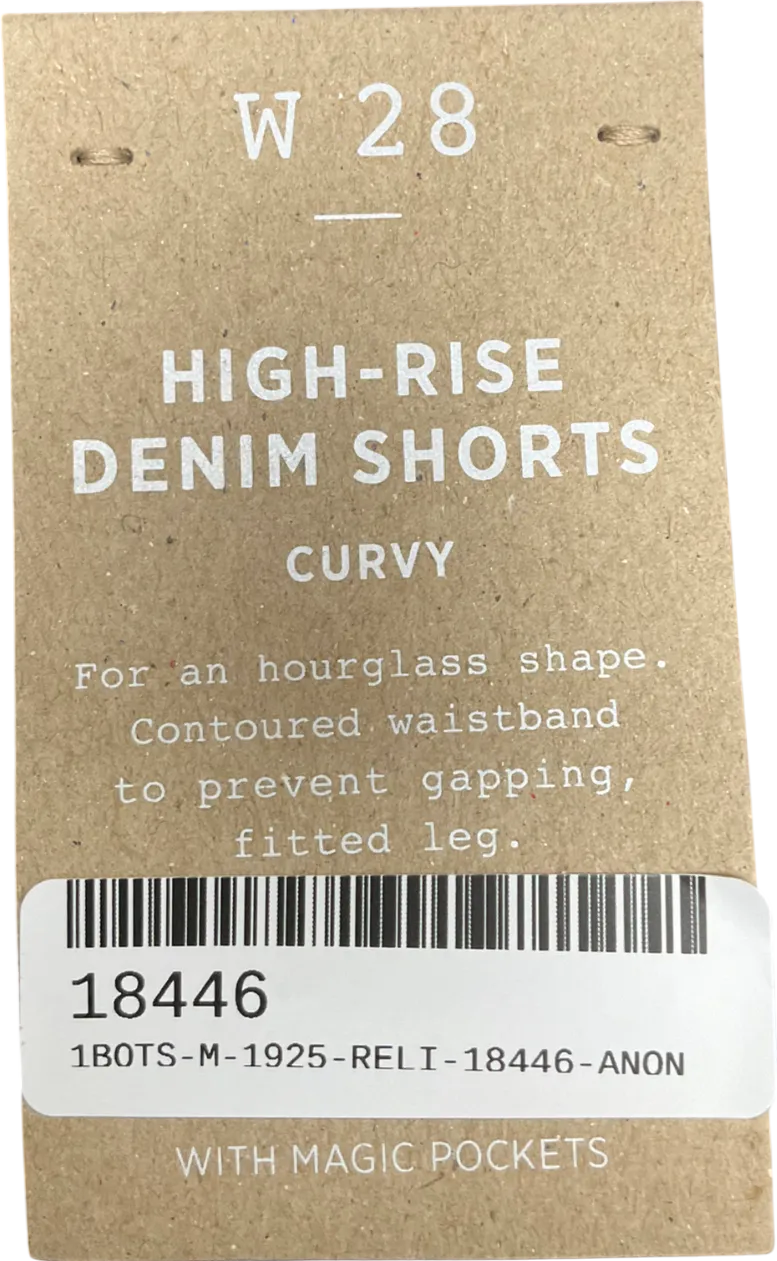 W 28
HIGH-RISE
DENIM SHORTS
CURVY
For an hourglass shape.
Contoured waistband
to prevent gapping,
fitted leg.
18446
1BOTS-M-1925-RELI-18446-ANON
WITH MAGIC POCKETS